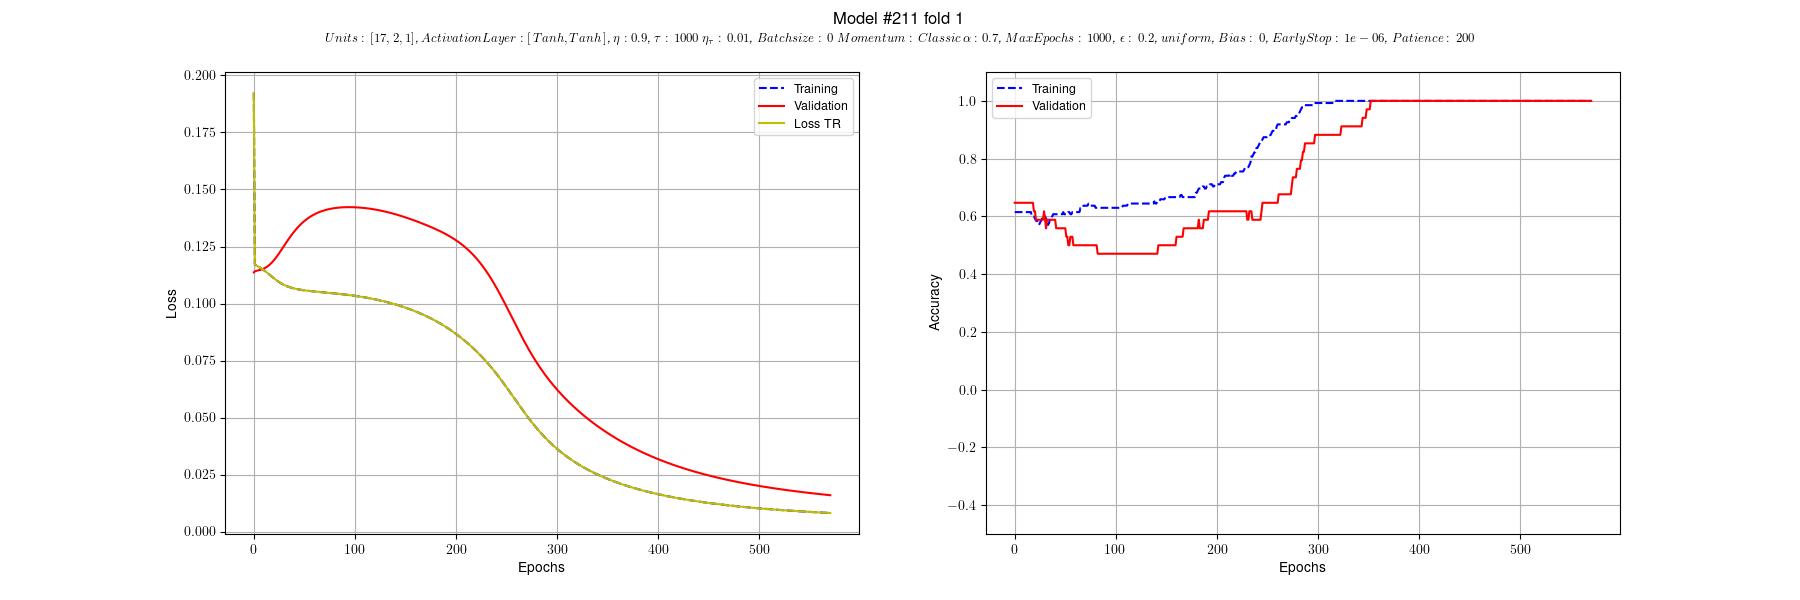 Model #211 fold 1
Units : [17, 2, 1], ActivationLayer : [Tanh, Tanh], η : 0.9, τ : 1000 η_τ : 0.01, Batchsize : 0 Momentum : Classic α : 0.7, MaxEpochs : 1000, ϵ : 0.2, uniform, Bias : 0, EarlyStop : 1e − 06, Patience : 200
Loss
0.200
0.175
0.150
0.125
0.100
0.075
0.050
0.025
0.000
0 100 200 300 400 500
Epochs
Training
Validation
Loss TR
Accuracy
1.0
0.8
0.6
0.4
0.2
0.0
−0.2
−0.4
0 100 200 300 400 500
Epochs
Training
Validation